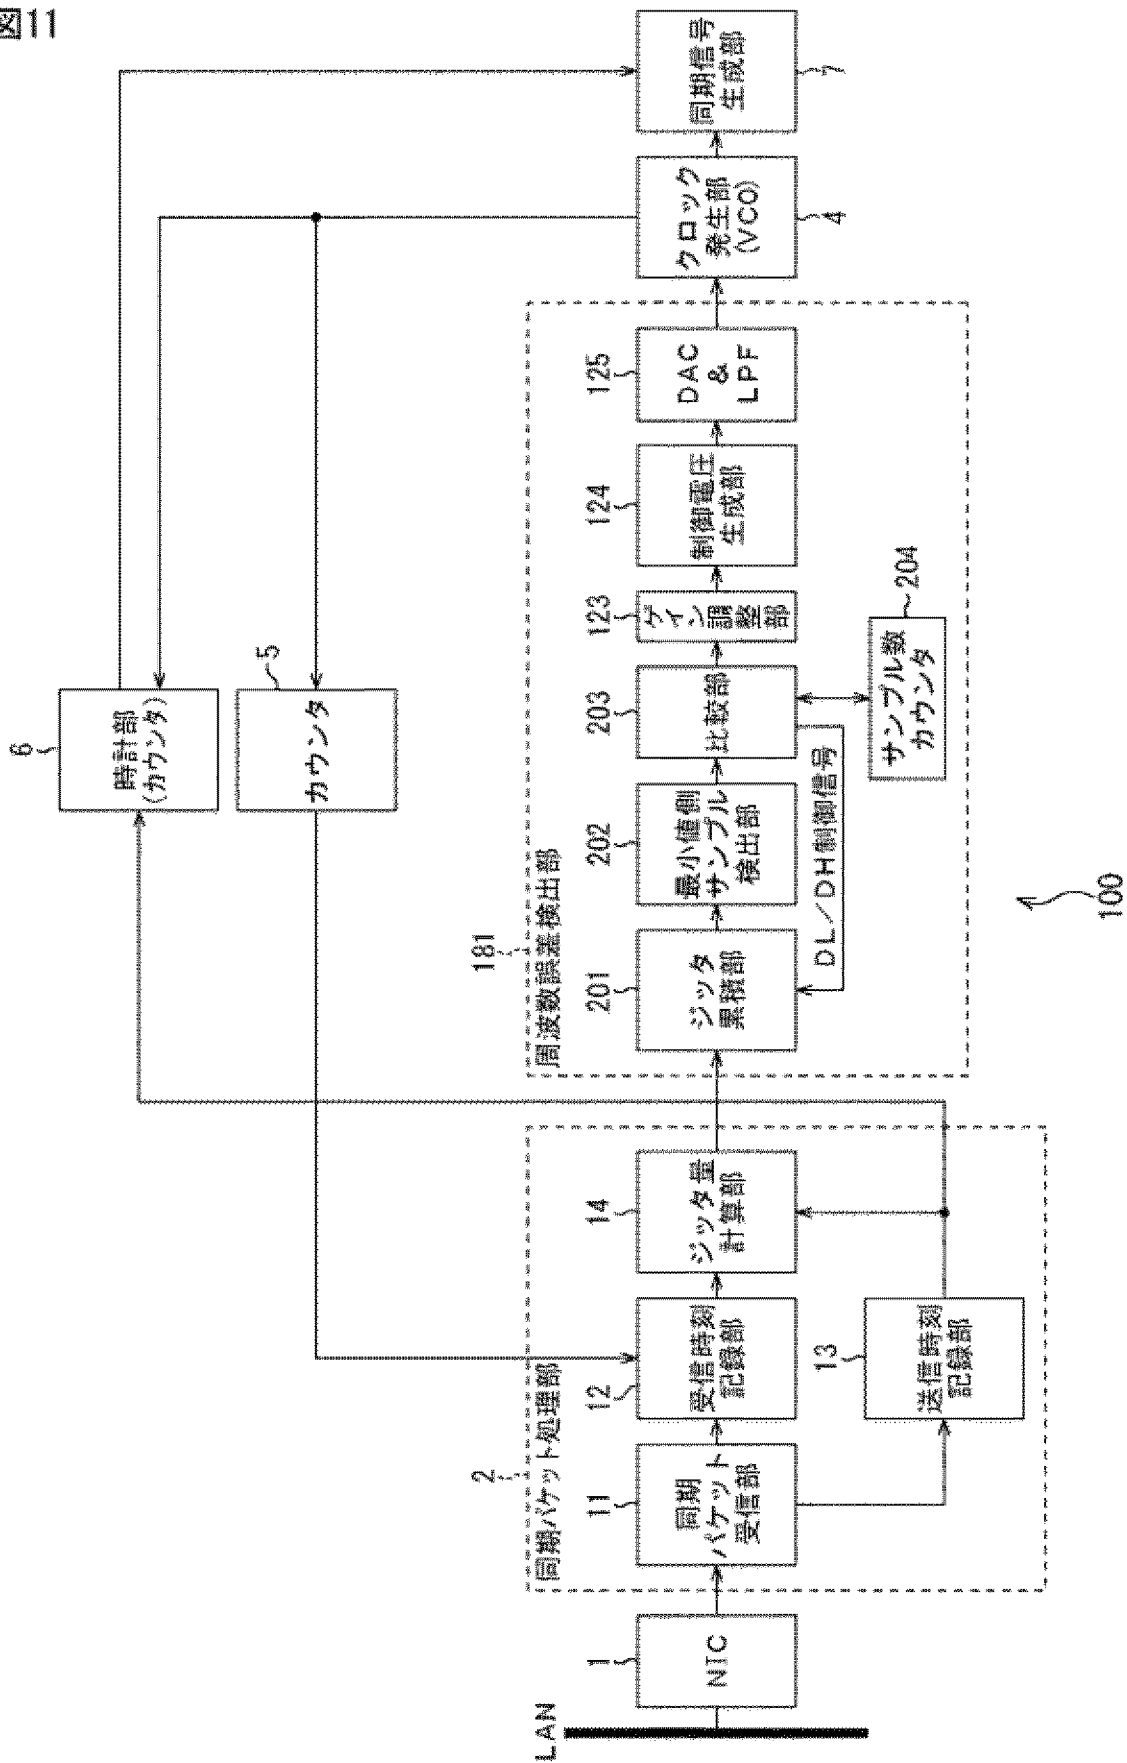 図11
LAN
NIC
1
同期パケット処理部
2
同期
パケット
受信部
11
受信時刻
記録部
12
送信時刻
記録部
13
ジッタ量
計算部
14
周波数誤差検出部
181
ジッタ
累積部
201
最小値側
サンプル
検出部
202
比較部
203
DL/DH制御信号
サンプル数
カウンタ
204
ゲイン
調整部
123
制御電圧
生成部
124
DAC
&
LPF
125
クロック
発生部
(VCO)
4
同期信号
生成部
7
カウンタ
5
時計部
(カウンタ)
6
100